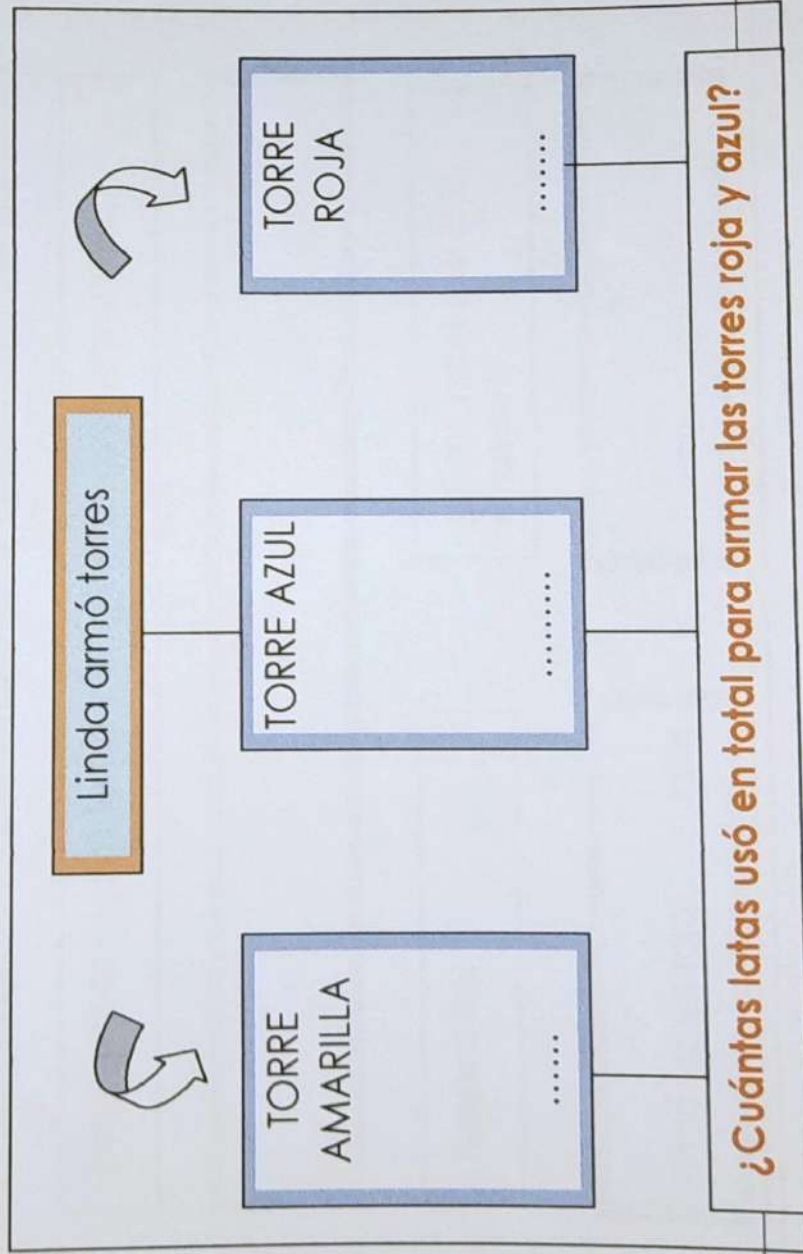 Linda armó torres
TORRE
AMARILLA
......
TORRE AZUL
.........
TORRE
ROJA
.......
¿Cuántas latas usó en total para armar las torres roja y azul?